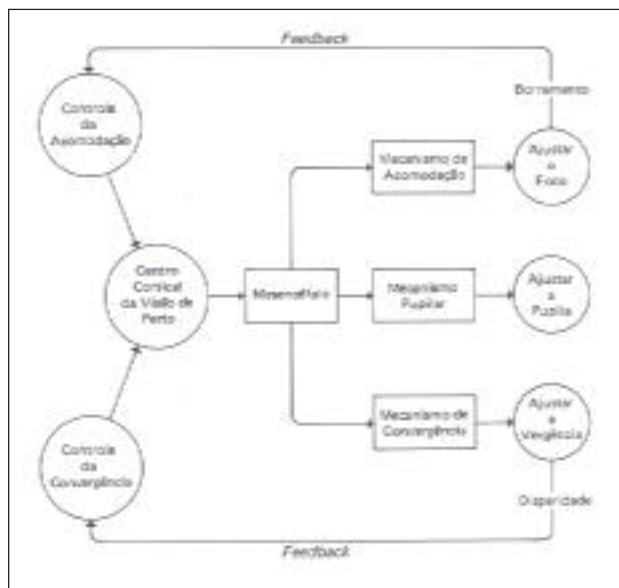 Feedback
Borramento
Controle
da
Acomodação
Mecanismo de
Acomodação
Ajustar
o
Foco
Centro
Cortical
da Visão de
Perto
Mesencéfalo
Mecanismo
Pupilar
Ajustar
a
Pupila
Mecanismo de
Convergência
Ajustar
a
Vergência
Controle
da
Convergência
Disparidade
Feedback